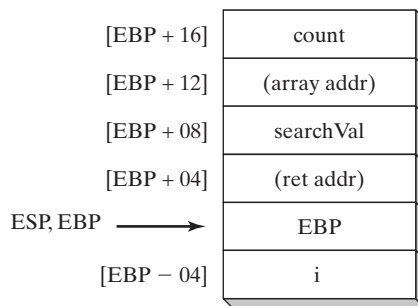 [EBP + 16] count
[EBP + 12] (array addr)
[EBP + 08] searchVal
[EBP + 04] (ret addr)
ESP, EBP EBP
[EBP − 04] i